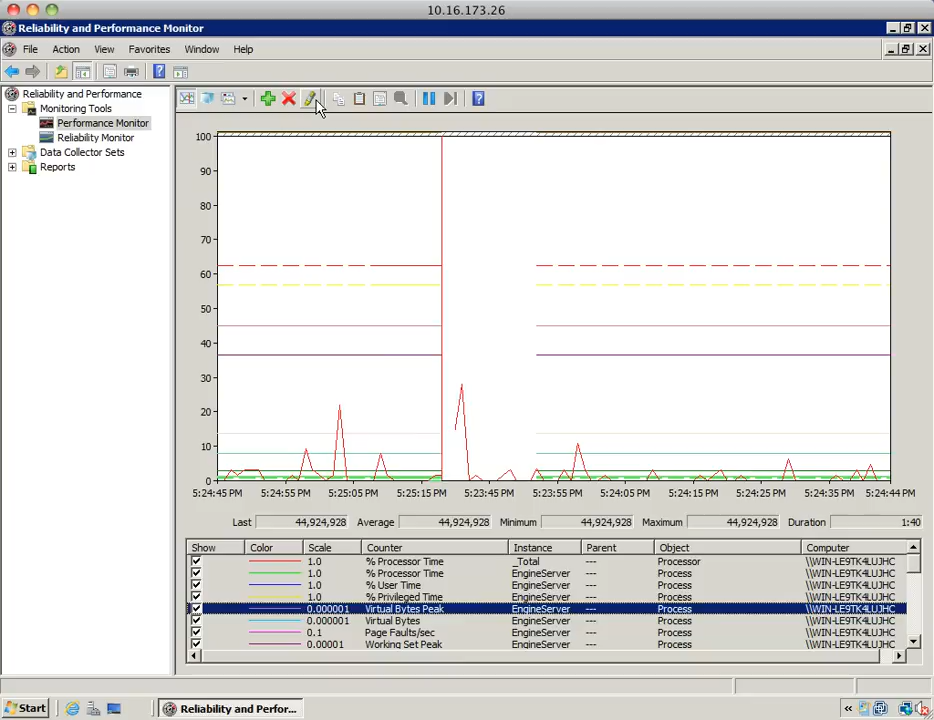 10.16.173.26
Reliability and Performance Monitor
File Action View Favorites Window Help
Reliability and Performance
Monitoring Tools
Performance Monitor
Reliability Monitor
Data Collector Sets
Reports
100
90
80
70
60
50
40
30
20
10
0
5:24:45 PM 5:24:55 PM 5:25:05 PM 5:25:15 PM 5:23:45 PM 5:23:55 PM 5:24:05 PM 5:24:15 PM 5:24:25 PM 5:24:35 PM 5:24:44 PM
Last 44,924,928 Average 44,924,928 Minimum 44,924,928 Maximum 44,924,928 Duration 1:40
Show Color Scale Counter Instance Parent Object Computer
1.0 % Processor Time _Total --- Processor \\WIN-LE9TK4LUJHC
1.0 % Processor Time EngineServer --- Process \\WIN-LE9TK4LUJHC
1.0 % User Time EngineServer --- Process \\WIN-LE9TK4LUJHC
1.0 % Privileged Time EngineServer --- Process \\WIN-LE9TK4LUJHC
0.000001 Virtual Bytes Peak EngineServer --- Process \\WIN-LE9TK4LUJHC
0.000001 Virtual Bytes EngineServer --- Process \\WIN-LE9TK4LUJHC
0.1 Page Faults/sec EngineServer --- Process \\WIN-LE9TK4LUJHC
0.00001 Working Set Peak EngineServer --- Process \\WIN-LE9TK4LUJHC
Start Reliability and Perfor... «